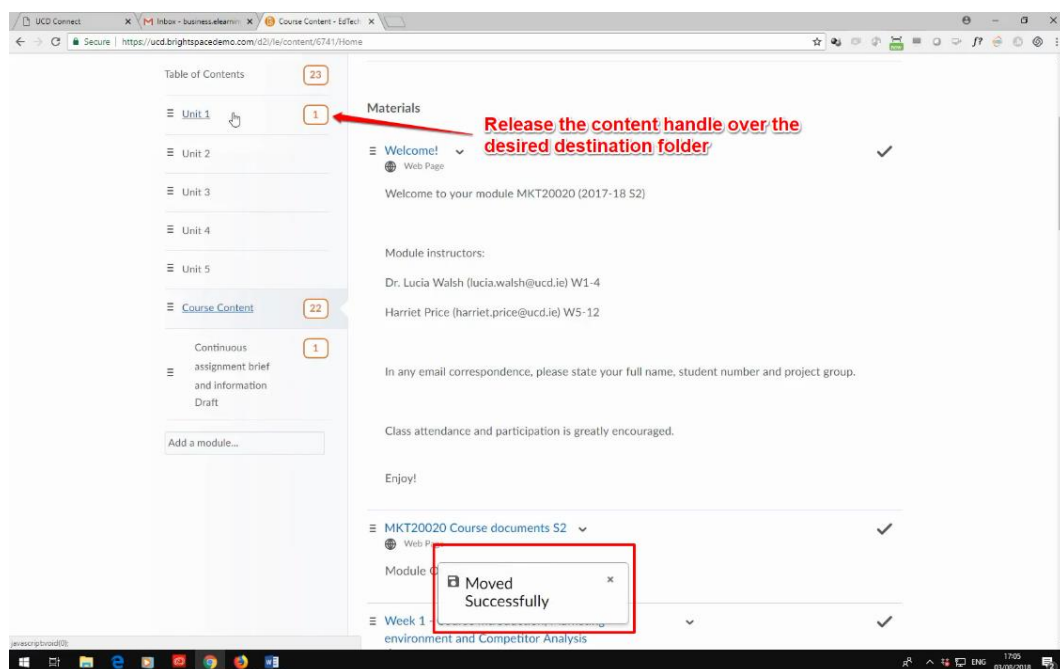 UCD Connect
Inbox - business.elearnin
Course Content - EdTech
Secure | https://ucd.brightspacedemo.com/d2l/le/content/6741/Home
Table of Contents 23
Unit 1 1
Unit 2
Unit 3
Unit 4
Unit 5
Course Content 22
Continuous 1
assignment brief
and information
Draft
Add a module...
Materials
Release the content handle over the
desired destination folder
Welcome!
Web Page
Welcome to your module MKT20020 (2017-18 S2)
Module instructors:
Dr. Lucia Walsh (lucia.walsh@ucd.ie) W1-4
Harriet Price (harriet.price@ucd.ie) W5-12
In any email correspondence, please state your full name, student number and project group.
Class attendance and participation is greatly encouraged.
Enjoy!
MKT20020 Course documents S2
Web
Module
Moved
Successfully
Week 1
environment and Competitor Analysis
javascript:void(0);
ENG
17:05
03/08/2018